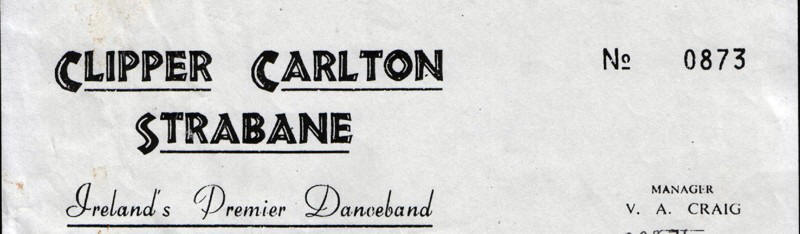 CLIPPER CARLTON
STRABANE
Nº 0873
Ireland's Premier Danceband
MANAGER
V. A. CRAIG